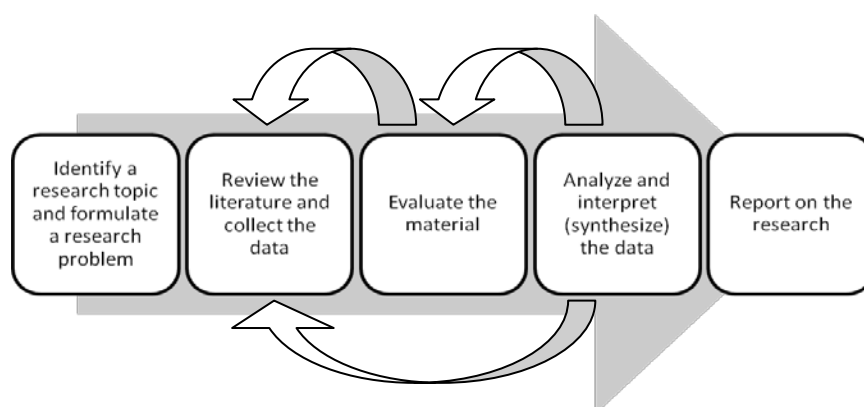 Identify a
research topic
and formulate
a research
problem
Review the
literature and
collect the
data
Evaluate the
material
Analyze and
interpret
(synthesize)
the data
Report on the
research